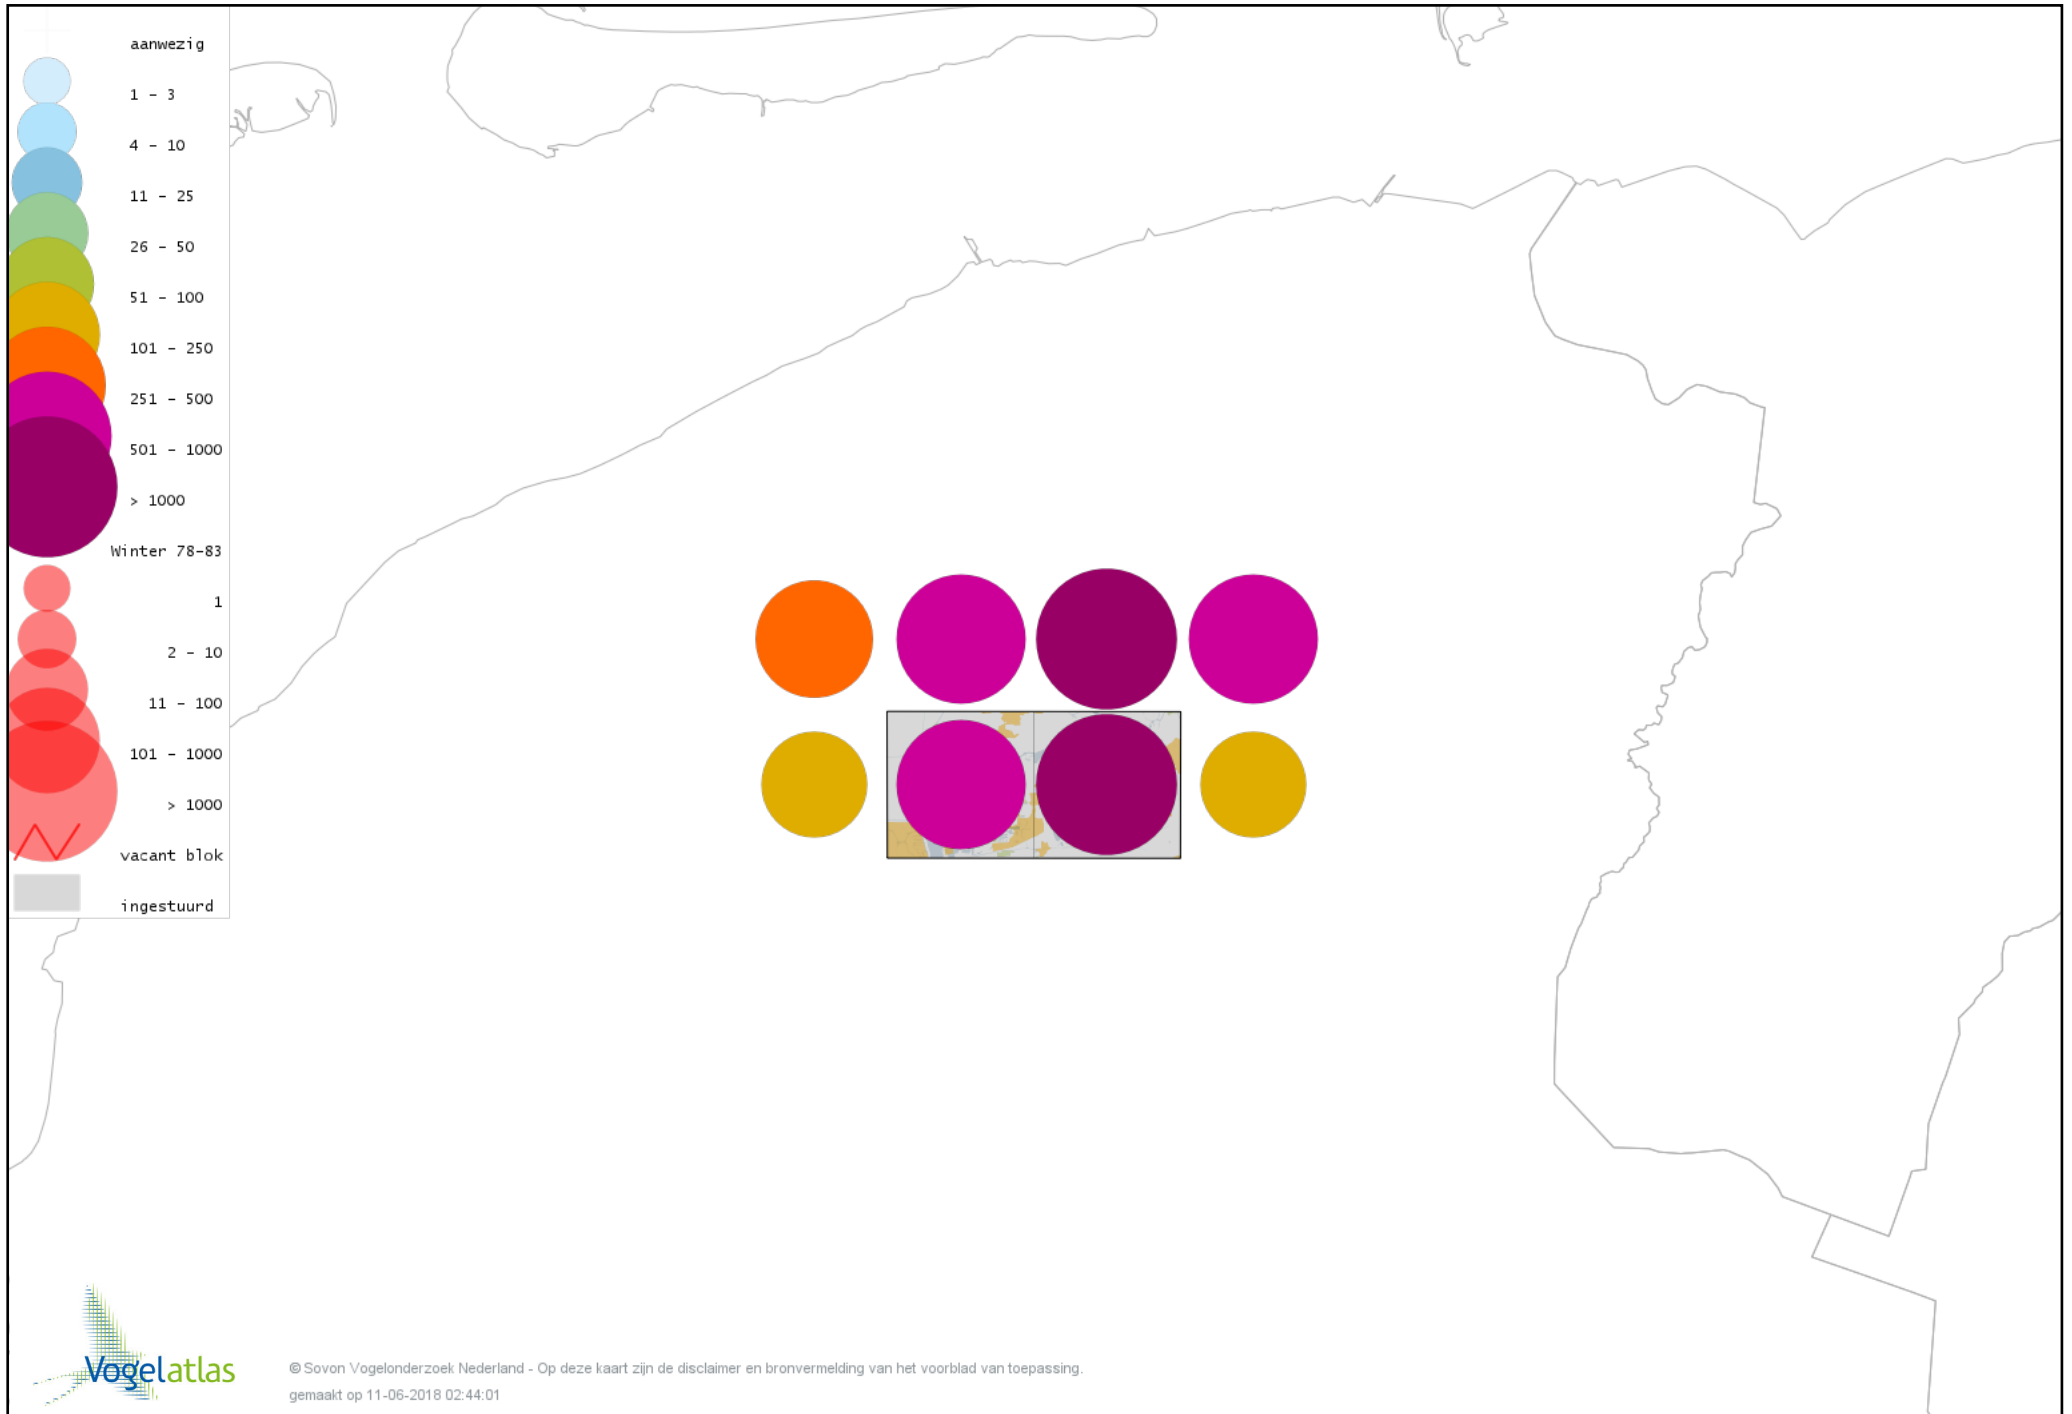 aanwezig
1 - 3
4 - 10
11 - 25
26 - 50
51 - 100
101 - 250
251 - 500
501 - 1000
> 1000
Winter 78-83
1
2 - 10
11 - 100
101 - 1000
> 1000
vacant blok
ingestuurd
Vogelatlas
© Sovon Vogelonderzoek Nederland - Op deze kaart zijn de disclaimer en bronvermelding van het voorblad van toepassing.
gemaakt op 11-06-2018 02:44:01